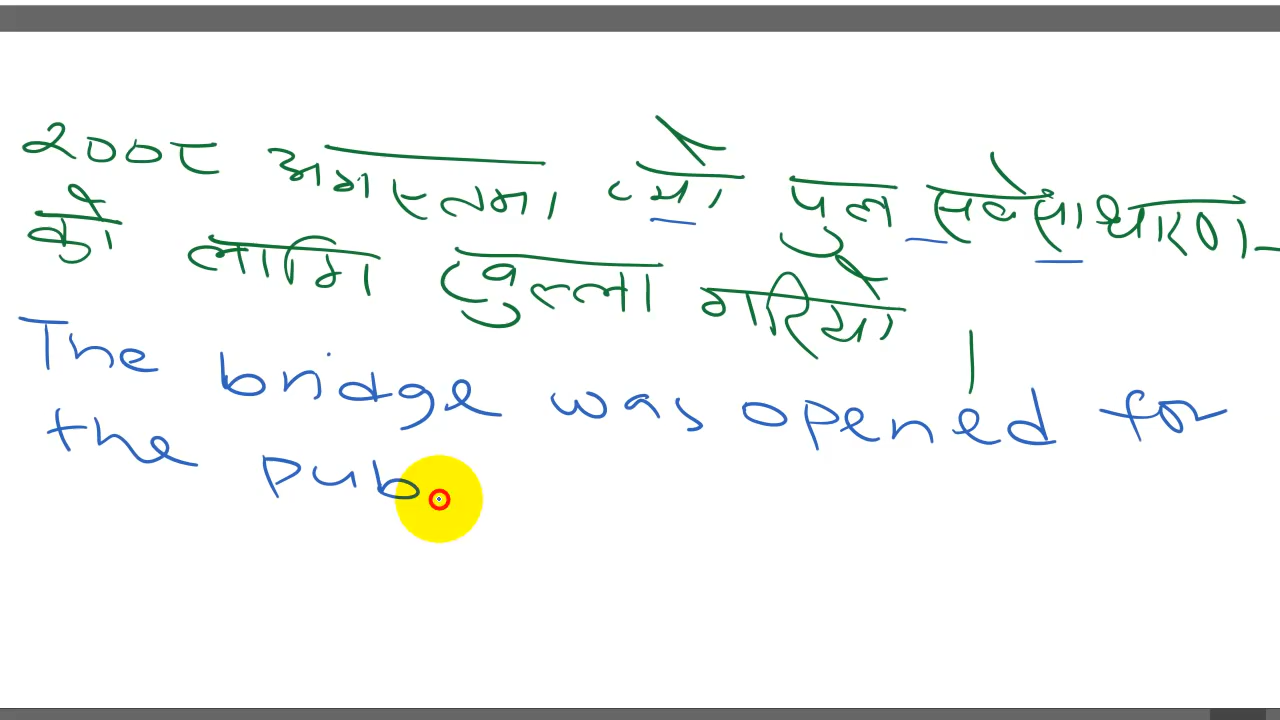 २००८ अगस्तमा त्यो पुल सर्वसाधारण-
को लागि खुल्ला गरियो ।
The bridge was opened for
the pub